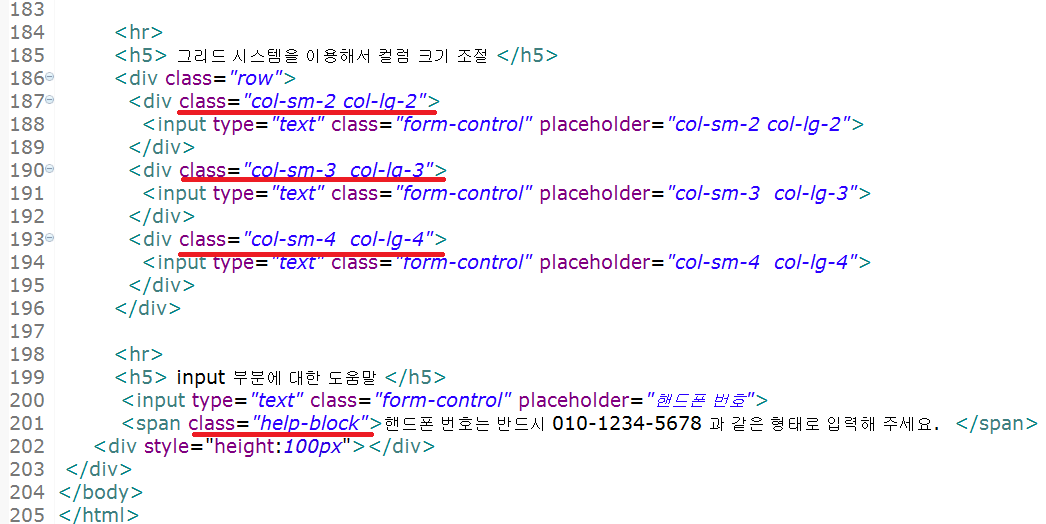 183
184 <hr>
185 <h5> 그리드 시스템을 이용해서 컬럼 크기 조절 </h5>
186 <div class="row">
187 <div class="col-sm-2 col-lg-2">
188 <input type="text" class="form-control" placeholder="col-sm-2 col-lg-2">
189 </div>
190 <div class="col-sm-3  col-lg-3">
191 <input type="text" class="form-control" placeholder="col-sm-3  col-lg-3">
192 </div>
193 <div class="col-sm-4  col-lg-4">
194 <input type="text" class="form-control" placeholder="col-sm-4  col-lg-4">
195 </div>
196 </div>
197
198 <hr>
199 <h5> input 부분에 대한 도움말 </h5>
200 <input type="text" class="form-control" placeholder="핸드폰 번호">
201 <span class="help-block">핸드폰 번호는 반드시 010-1234-5678 과 같은 형태로 입력해 주세요. </span>
202 <div style="height:100px"></div>
203 </div>
204 </body>
205 </html>